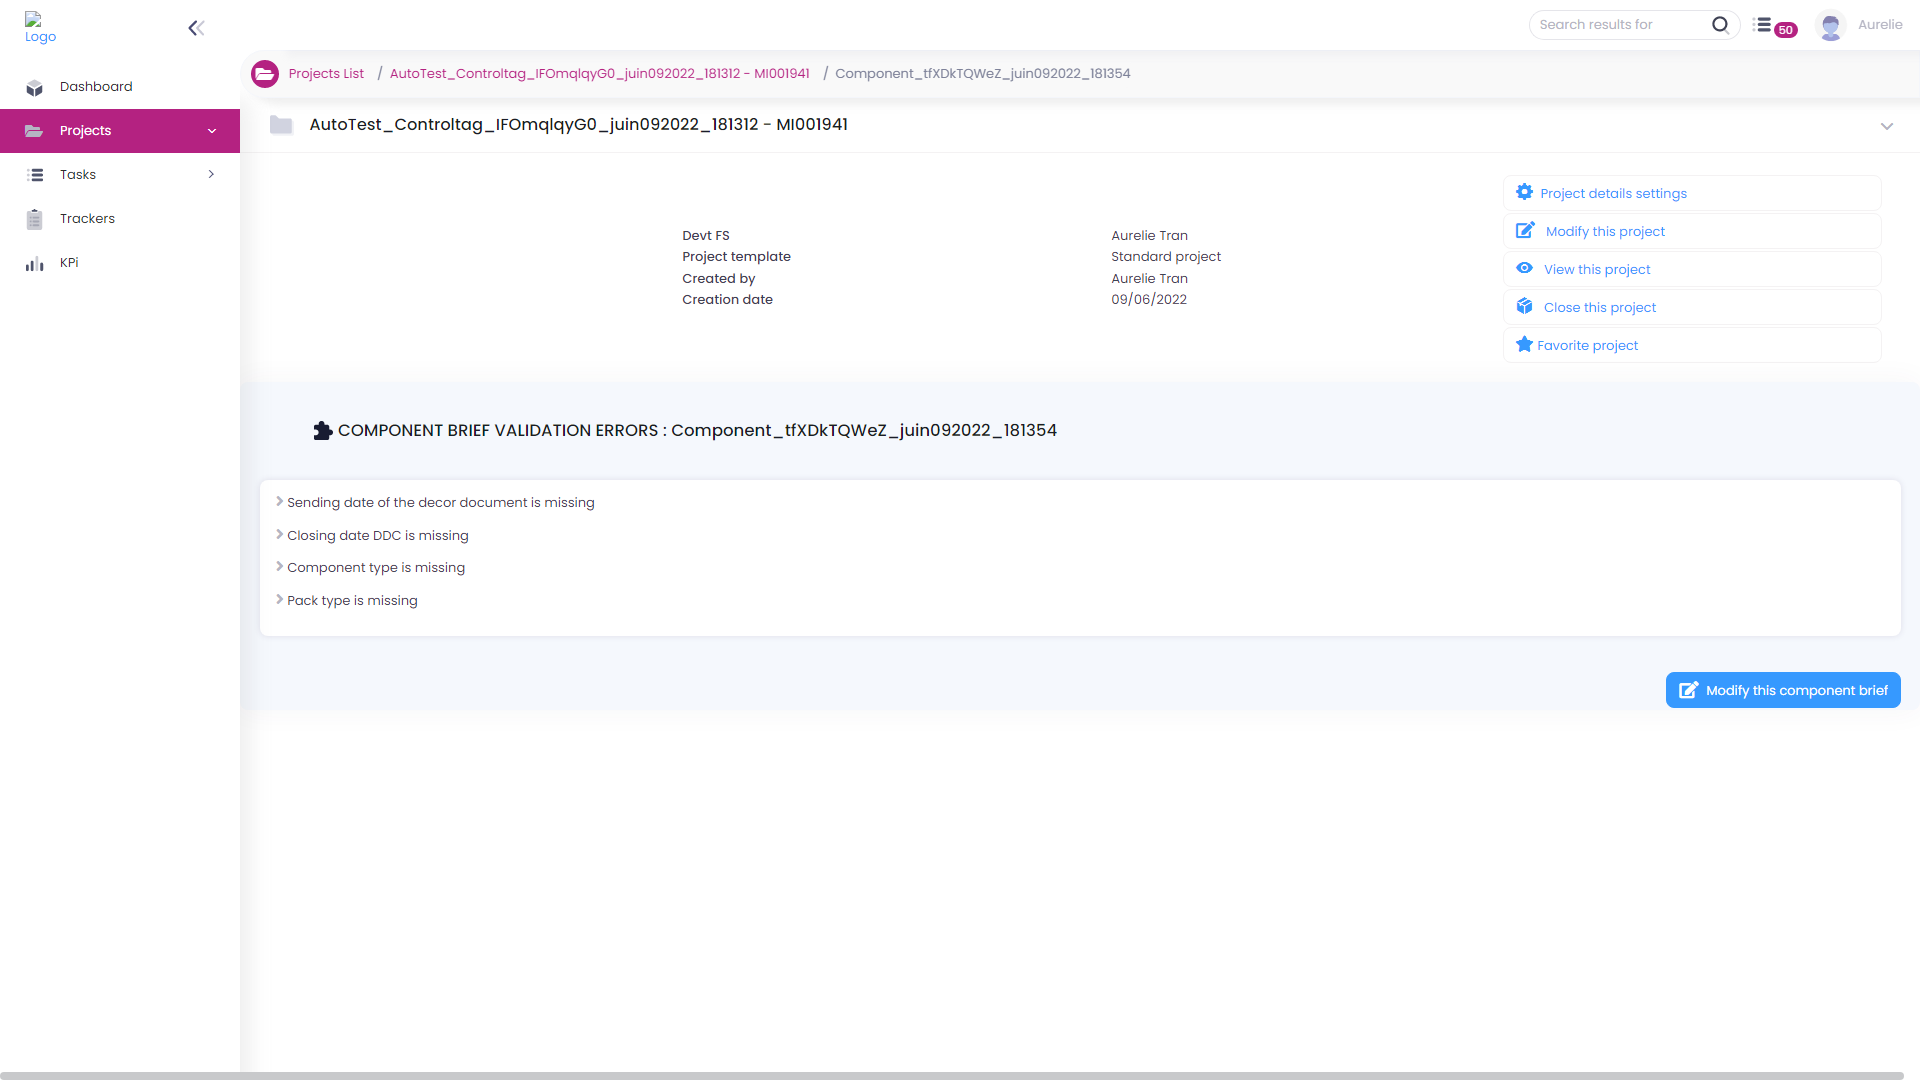 Logo
Search results for
50
Aurelie
Dashboard
Projects
Tasks
Trackers
KPi
Projects List / AutoTest_Controltag_IFOmqlqyG0_juin092022_181312 - MI001941 / Component_tfXDkTQWeZ_juin092022_181354
AutoTest_Controltag_IFOmqlqyG0_juin092022_181312 - MI001941
Devt FS Aurelie Tran
Project template Standard project
Created by Aurelie Tran
Creation date 09/06/2022
Project details settings
Modify this project
View this project
Close this project
Favorite project
COMPONENT BRIEF VALIDATION ERRORS : Component_tfXDkTQWeZ_juin092022_181354
Sending date of the decor document is missing
Closing date DDC is missing
Component type is missing
Pack type is missing
Modify this component brief